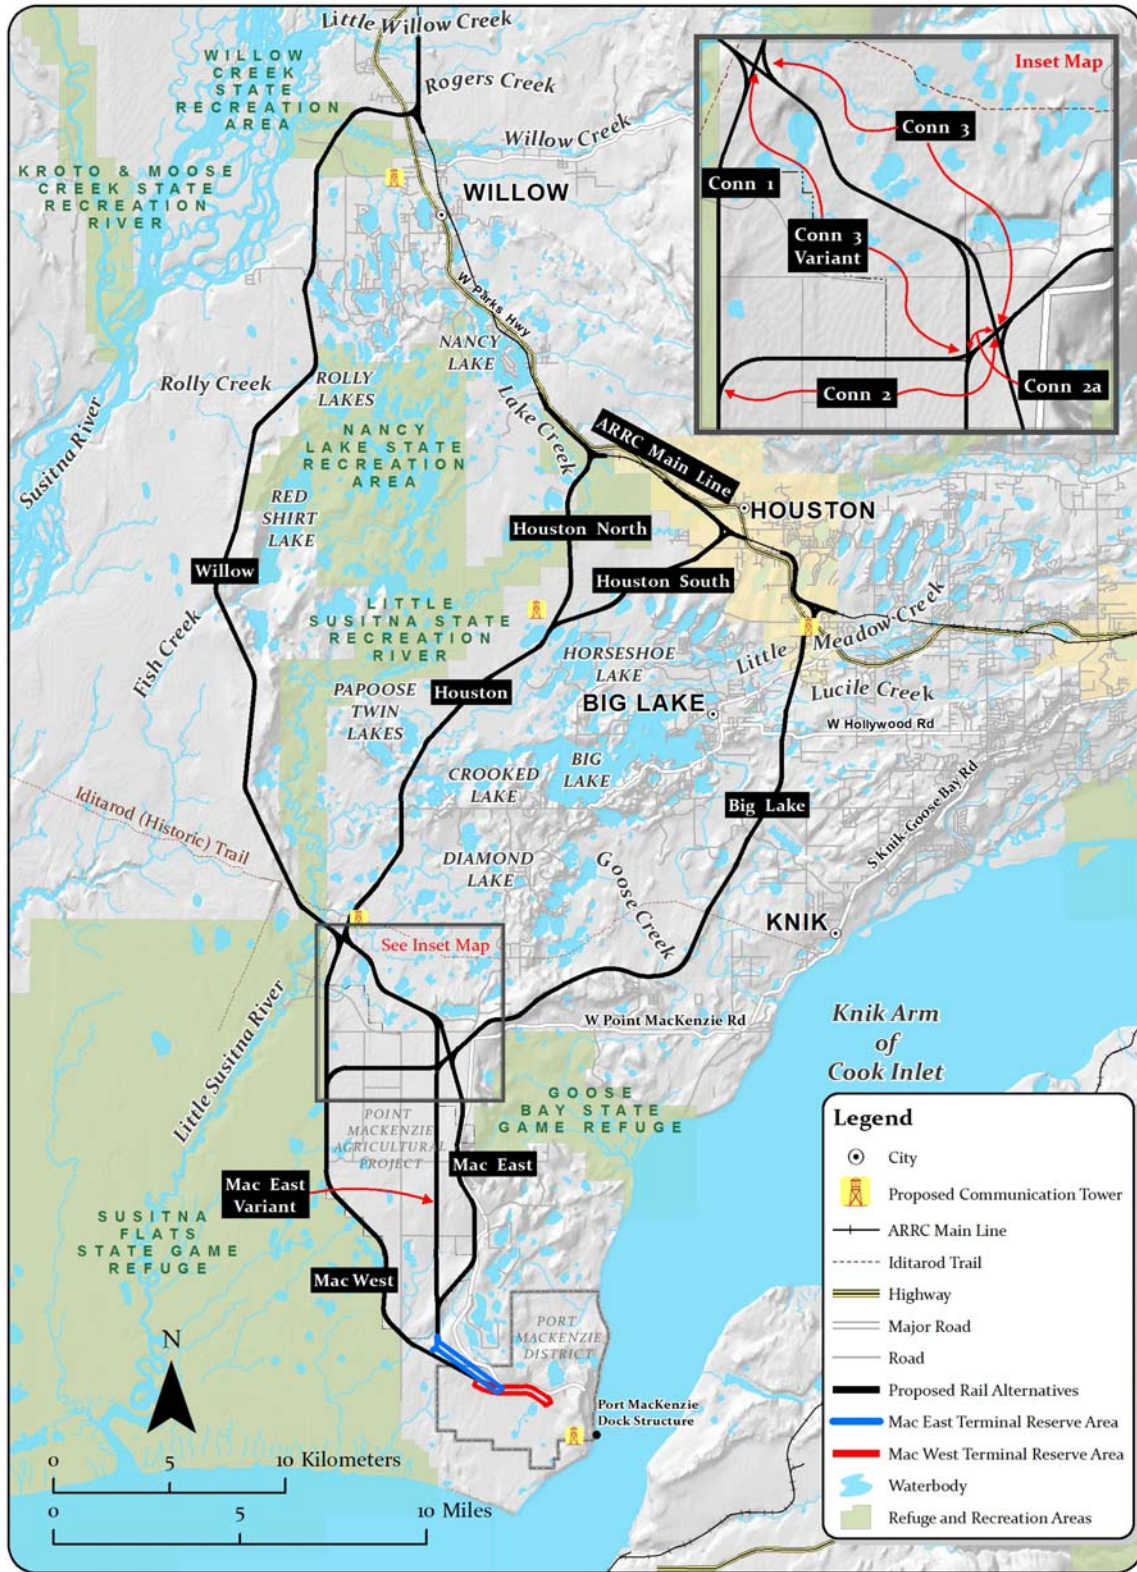 Little Willow Creek
WILLOW
CREEK
STATE
RECREATION
AREA
Rogers Creek
Willow Creek
KROTO & MOOSE
CREEK STATE
RECREATION
RIVER
WILLOW
W Parks Hwy
NANCY
LAKE
Rolly Creek
ROLLY
LAKES
Lake Creek
Susitna River
NANCY
LAKE STATE
RECREATION
AREA
ARRC Main Line
RED
SHIRT
LAKE
HOUSTON
Houston North
Willow
Houston South
LITTLE
SUSITNA STATE
RECREATION
RIVER
Fish Creek
HORSESHOE
LAKE
Little Meadow Creek
Houston
PAPOOSE
TWIN
LAKES
BIG LAKE
Lucile Creek
W Hollywood Rd
CROOKED
LAKE
BIG
LAKE
Big Lake
S Knik-Goose Bay Rd
Iditarod (Historic) Trail
DIAMOND
LAKE
Goose Creek
KNIK
See Inset Map
Little Susitna River
W Point MacKenzie Rd
Knik Arm
of
Cook Inlet
GOOSE
BAY STATE
GAME REFUGE
POINT
MACKENZIE
AGRICULTURAL
PROJECT
Mac East
Mac East
Variant
SUSITNA
FLATS
STATE GAME
REFUGE
Mac West
PORT
MACKENZIE
DISTRICT
Port MacKenzie
Dock Structure
N
0 5 10 Kilometers
0 5 10 Miles
Inset Map
Conn 3
Conn 1
Conn 3
Variant
Conn 2
Conn 2a
Legend
City
Proposed Communication Tower
ARRC Main Line
Iditarod Trail
Highway
Major Road
Road
Proposed Rail Alternatives
Mac East Terminal Reserve Area
Mac West Terminal Reserve Area
Waterbody
Refuge and Recreation Areas